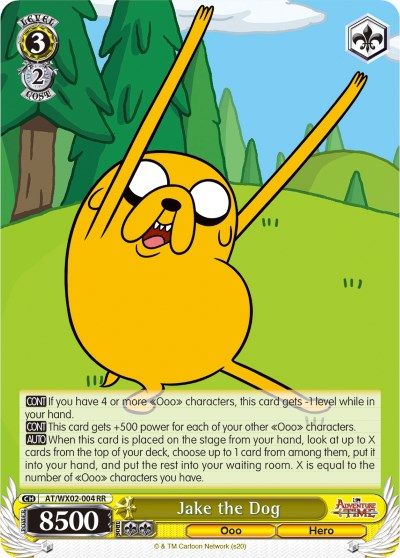 LEVEL
3
2
COST
CONT If you have 4 or more «Ooo» characters, this card gets -1 level while in
your hand.
CONT This card gets +500 power for each of your other «Ooo» characters.
AUTO When this card is placed on the stage from your hand, look at up to X
cards from the top of your deck, choose up to 1 card from among them, put it
into your hand, and put the rest into your waiting room. X is equal to the
number of «Ooo» characters you have.
CH AT/WX02-004 RR
POWER 8500 SOUL
Jake the Dog
Ooo Hero
ADVENTURE TIME
© & TM Cartoon Network (s20)